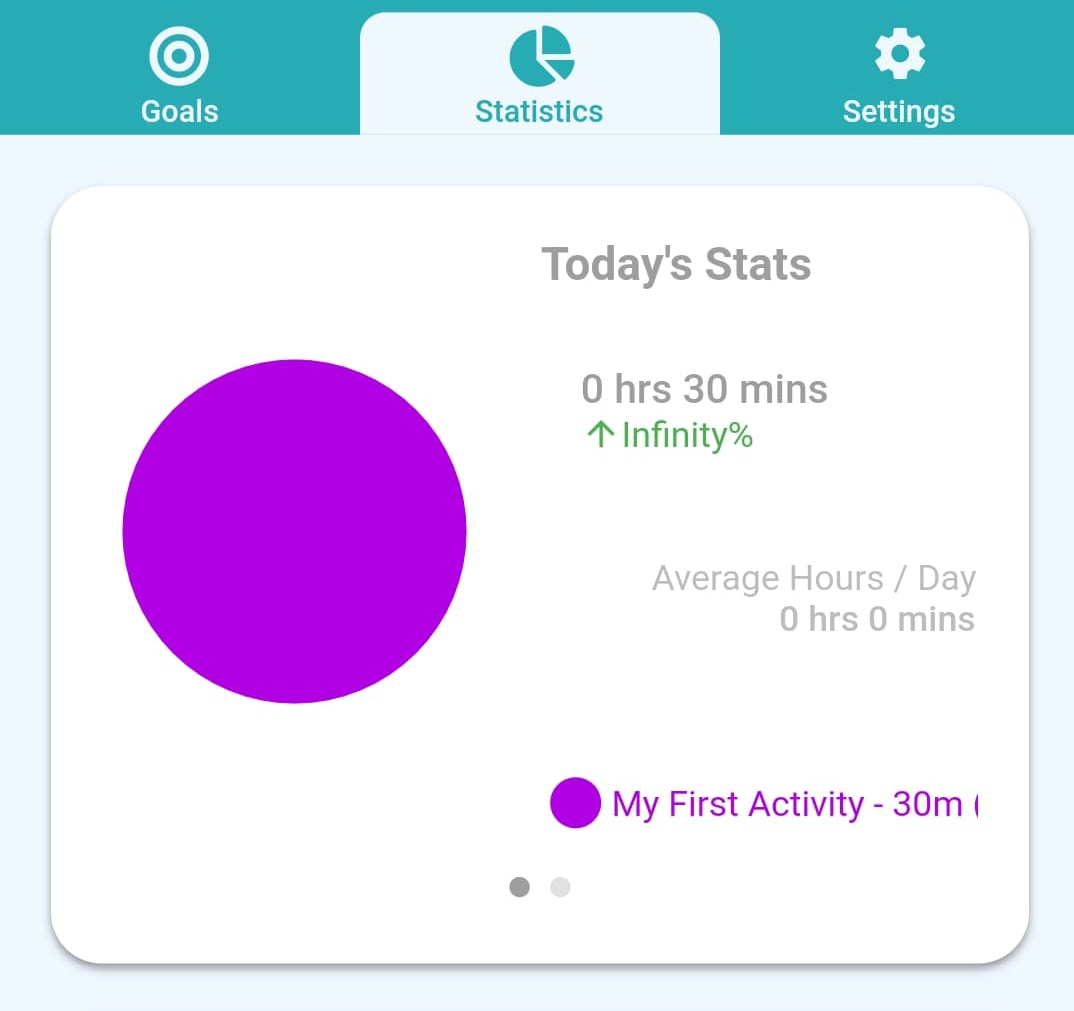 Goals
Statistics
Settings
Today's Stats
0 hrs 30 mins
↑ Infinity%
Average Hours / Day
0 hrs 0 mins
My First Activity - 30m (